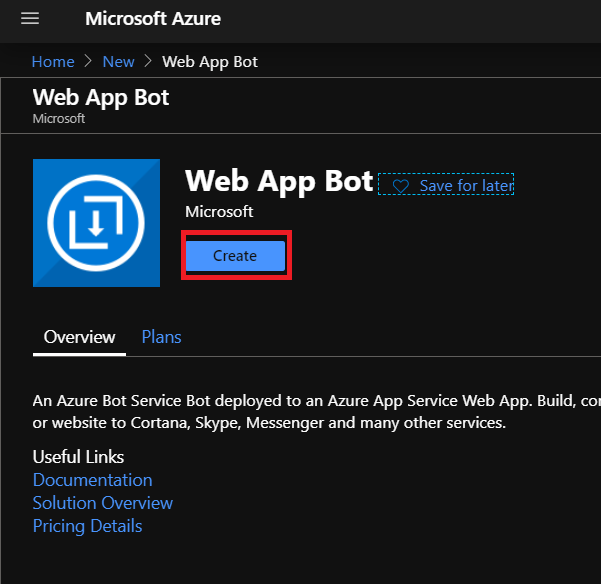 Microsoft Azure
Home > New > Web App Bot
Web App Bot
Microsoft
Web App Bot
Save for later
Microsoft
Create
Overview Plans
An Azure Bot Service Bot deployed to an Azure App Service Web App. Build, co
or website to Cortana, Skype, Messenger and many other services.
Useful Links
Documentation
Solution Overview
Pricing Details